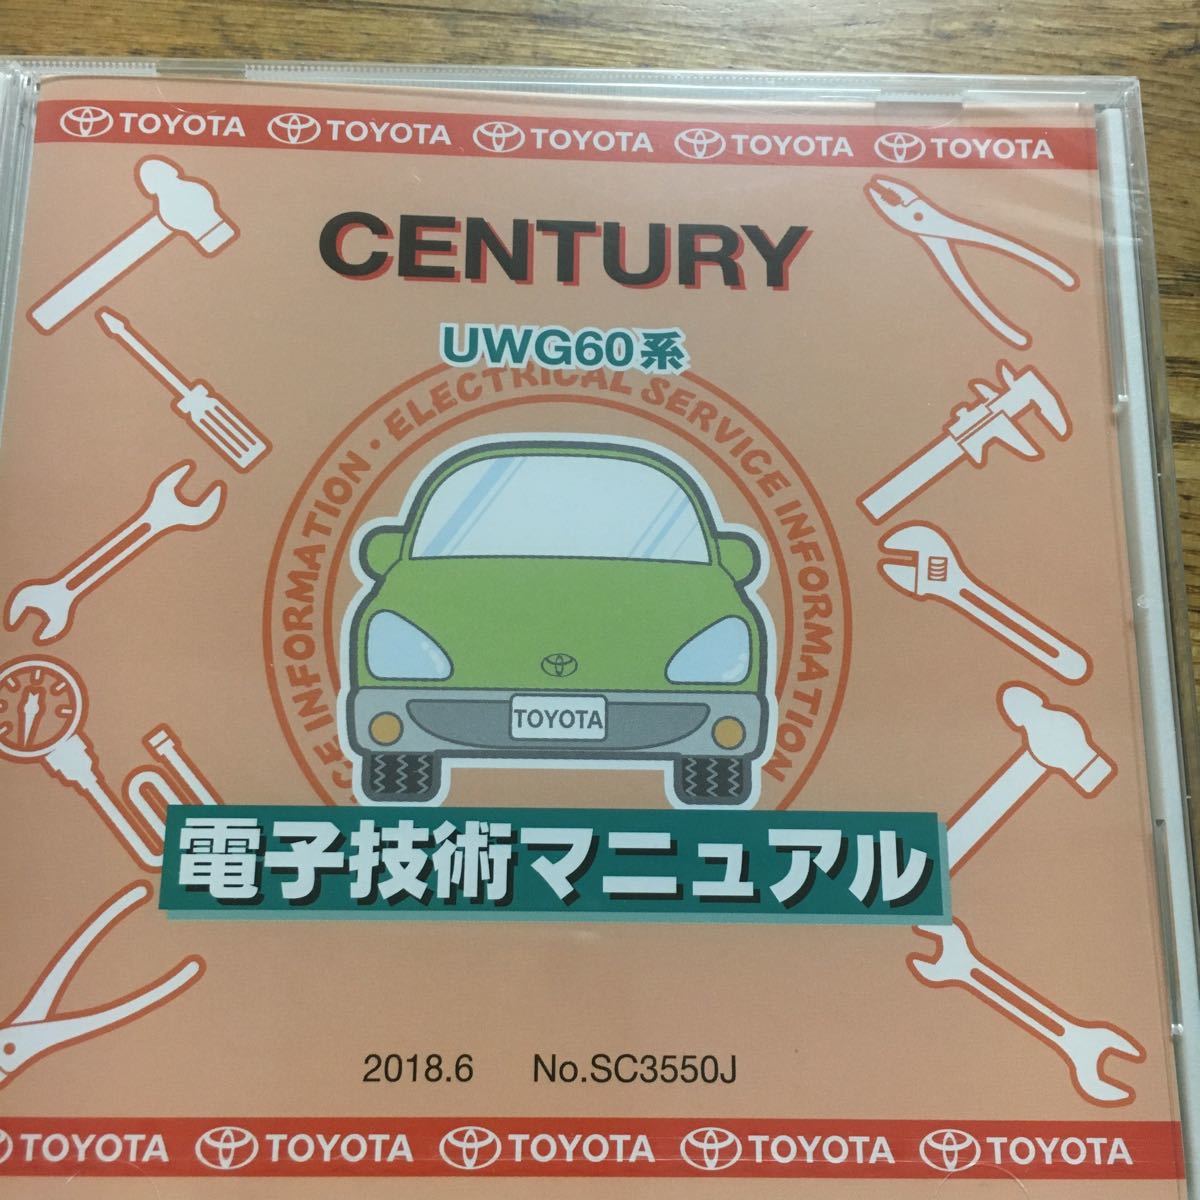 TOYOTA TOYOTA TOYOTA TOYOTA TOYOTA
CENTURY
UWG60系
INFORMATION・ELECTRICAL SERVICE INFORMATION
TOYOTA
電子技術マニュアル
2018.6 No.SC3550J
TOYOTA TOYOTA TOYOTA TOYOTA TOYOTA